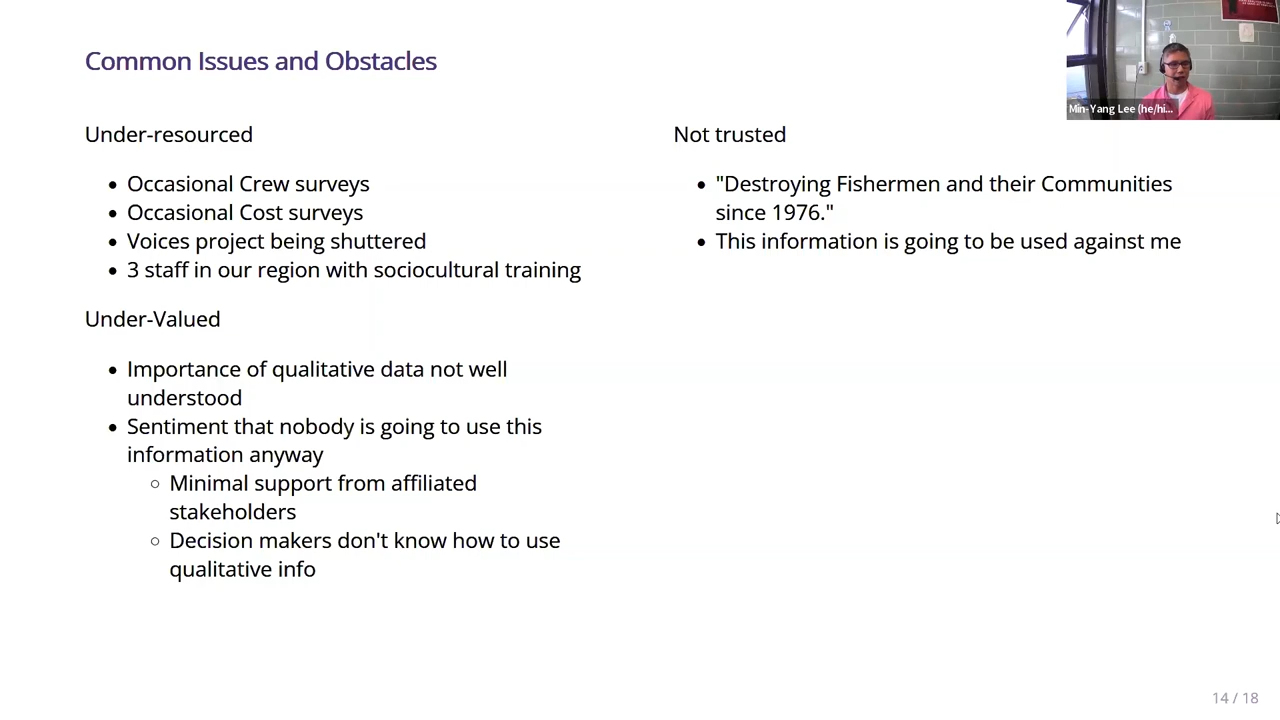 Common Issues and Obstacles
Under-resourced
Occasional Crew surveys
Occasional Cost surveys
Voices project being shuttered
3 staff in our region with sociocultural training
Under-Valued
Importance of qualitative data not well
understood
Sentiment that nobody is going to use this
information anyway
Minimal support from affiliated
stakeholders
Decision makers don't know how to use
qualitative info
Not trusted
"Destroying Fishermen and their Communities
since 1976."
This information is going to be used against me
Min-Yang Lee (he/hi...
14 / 18